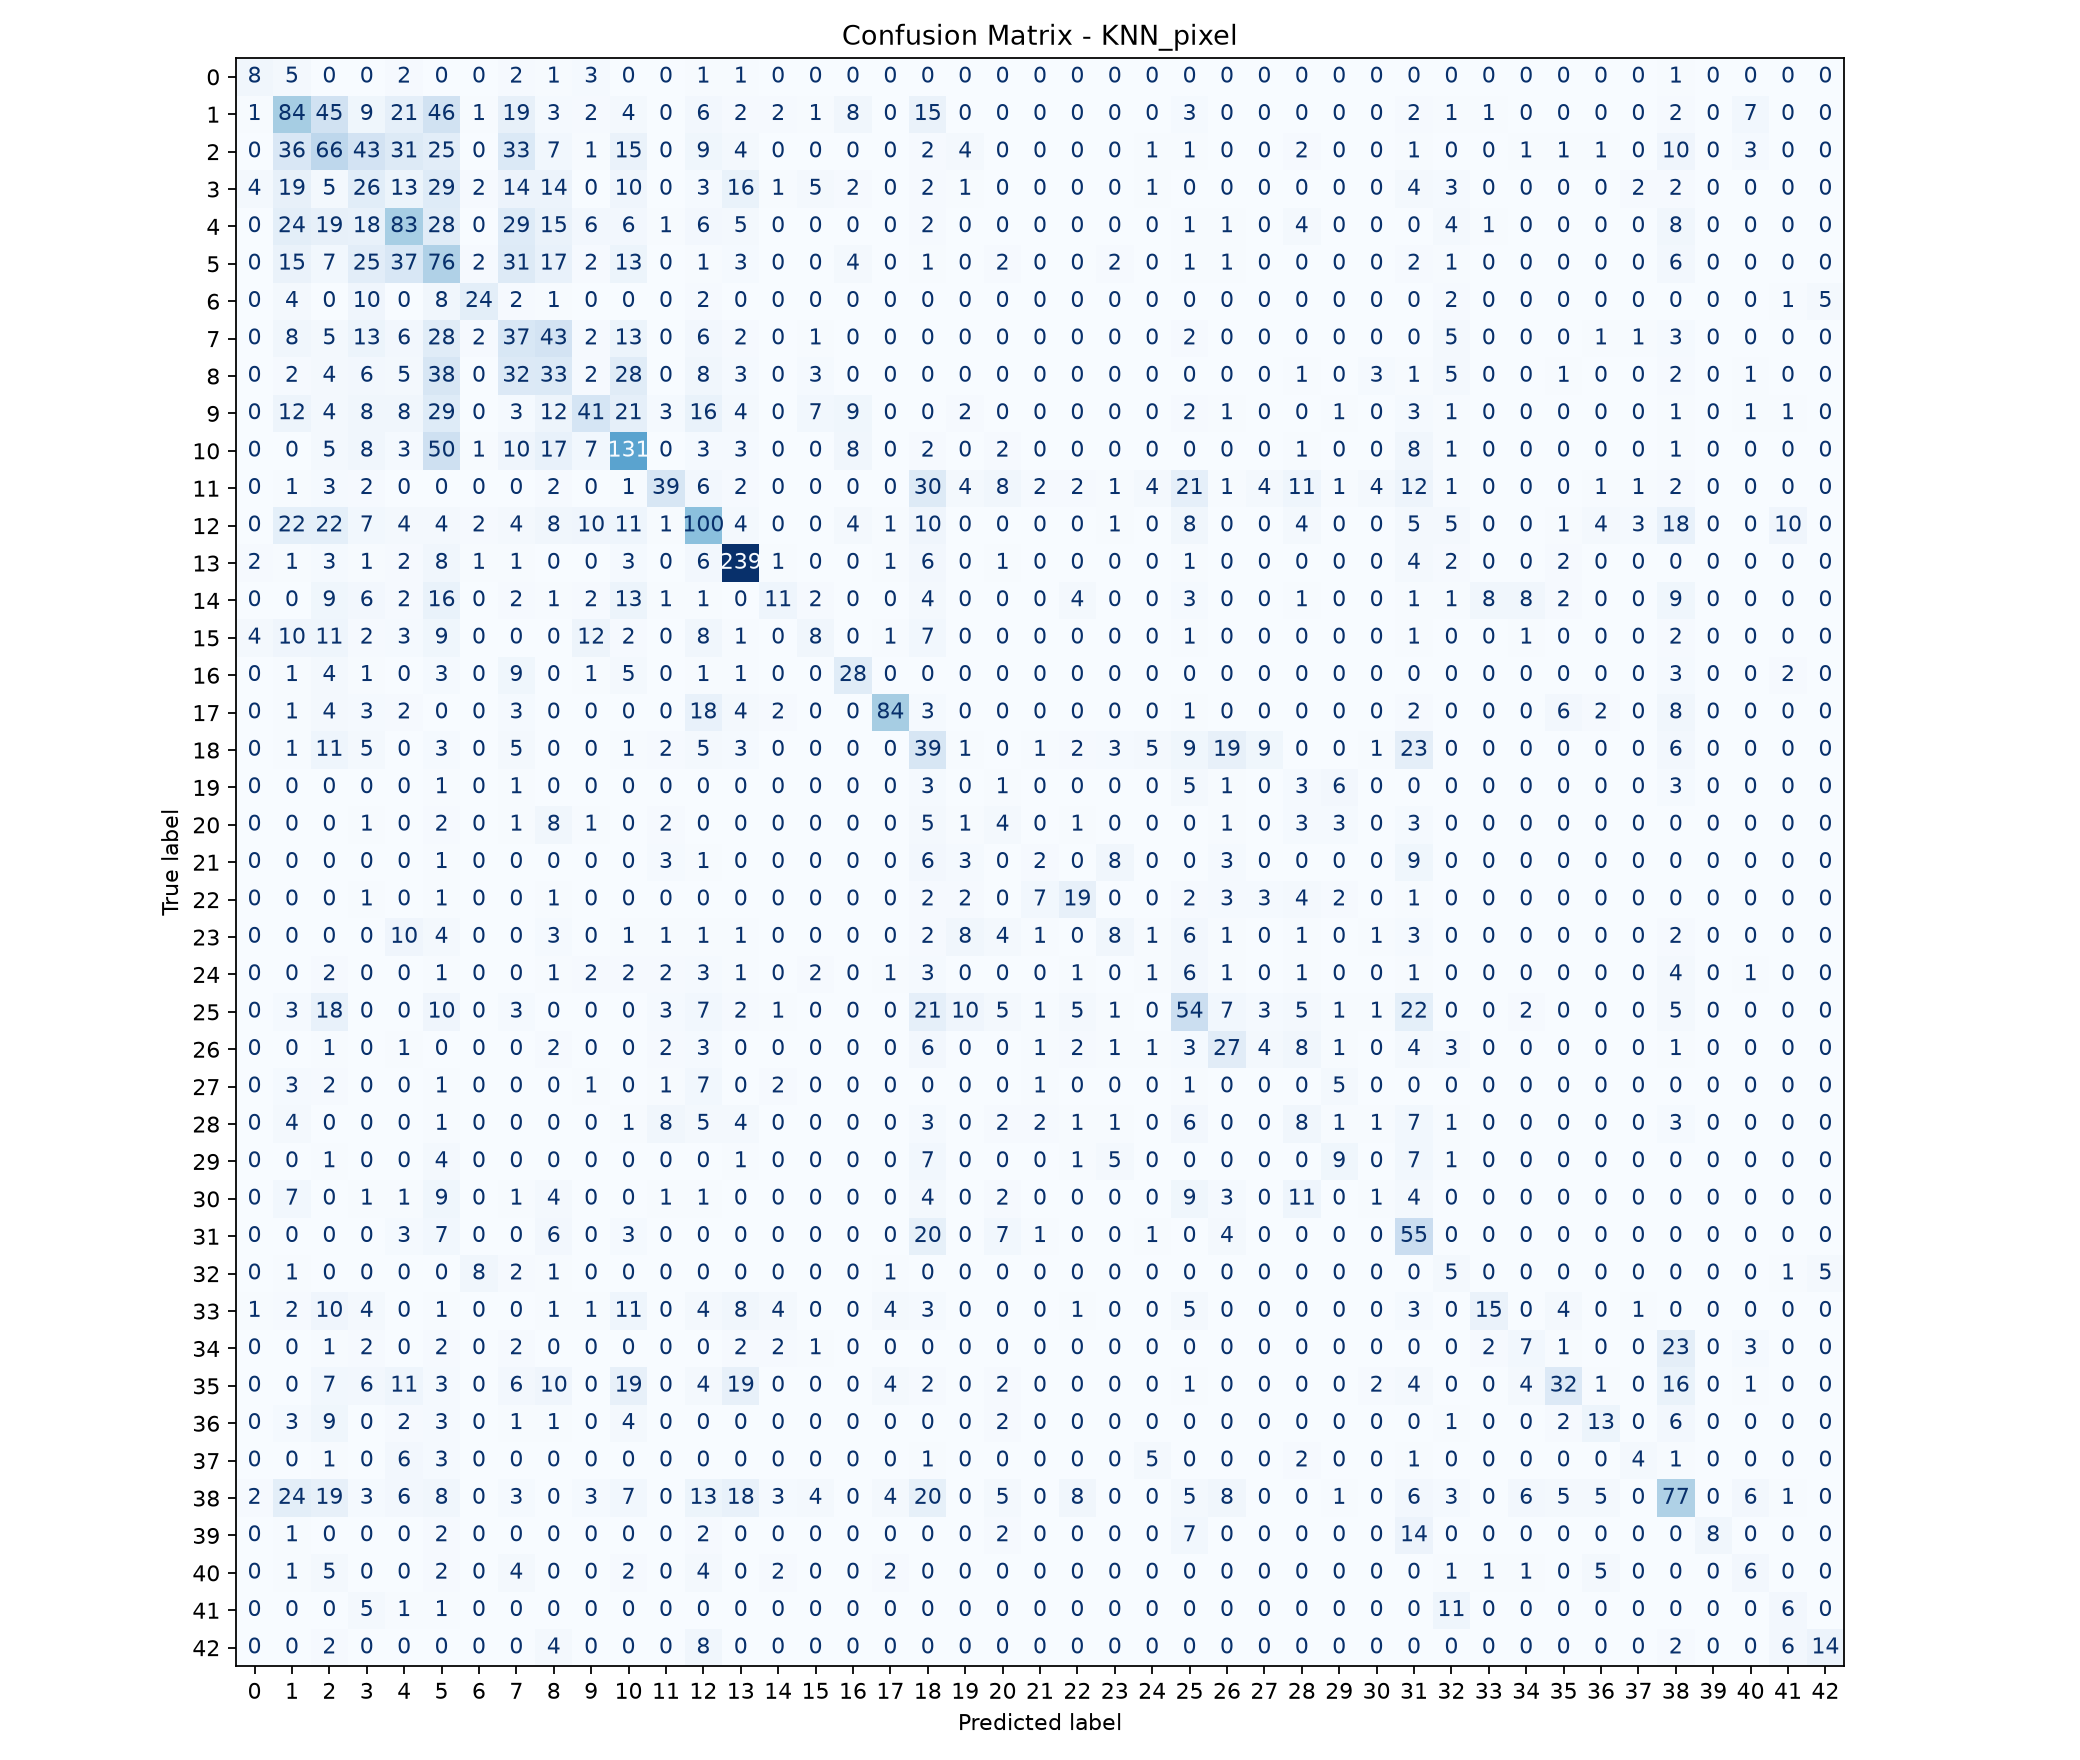 Confusion Matrix - KNN_pixel
0 8 5 0 0 2 0 0 2 1 3 0 0 1 1 0 0 0 0 0 0 0 0 0 0 0 0 0 0 0 0 0 0 0 0 0 0 0 0 1 0 0 0 0
1 1 84 45 9 21 46 1 19 3 2 4 0 6 2 2 1 8 0 15 0 0 0 0 0 0 3 0 0 0 0 0 2 1 1 0 0 0 0 2 0 7 0 0
2 0 36 66 43 31 25 0 33 7 1 15 0 9 4 0 0 0 0 2 4 0 0 0 0 1 1 0 0 2 0 0 1 0 0 1 1 1 0 10 0 3 0 0
3 4 19 5 26 13 29 2 14 14 0 10 0 3 16 1 5 2 0 2 1 0 0 0 0 1 0 0 0 0 0 0 4 3 0 0 0 0 2 2 0 0 0 0
4 0 24 19 18 83 28 0 29 15 6 6 1 6 5 0 0 0 0 2 0 0 0 0 0 0 1 1 0 4 0 0 0 4 1 0 0 0 0 8 0 0 0 0
5 0 15 7 25 37 76 2 31 17 2 13 0 1 3 0 0 4 0 1 0 2 0 0 2 0 1 1 0 0 0 0 2 1 0 0 0 0 0 6 0 0 0 0
6 0 4 0 10 0 8 24 2 1 0 0 0 2 0 0 0 0 0 0 0 0 0 0 0 0 0 0 0 0 0 0 0 2 0 0 0 0 0 0 0 0 1 5
7 0 8 5 13 6 28 2 37 43 2 13 0 6 2 0 1 0 0 0 0 0 0 0 0 0 2 0 0 0 0 0 0 5 0 0 0 1 1 3 0 0 0 0
8 0 2 4 6 5 38 0 32 33 2 28 0 8 3 0 3 0 0 0 0 0 0 0 0 0 0 0 0 1 0 3 1 5 0 0 1 0 0 2 0 1 0 0
9 0 12 4 8 8 29 0 3 12 41 21 3 16 4 0 7 9 0 0 2 0 0 0 0 0 2 1 0 0 1 0 3 1 0 0 0 0 0 1 0 1 1 0
10 0 0 5 8 3 50 1 10 17 7 131 0 3 3 0 0 8 0 2 0 2 0 0 0 0 0 0 0 1 0 0 8 1 0 0 0 0 0 1 0 0 0 0
11 0 1 3 2 0 0 0 0 2 0 1 39 6 2 0 0 0 0 30 4 8 2 2 1 4 21 1 4 11 1 4 12 1 0 0 0 1 1 2 0 0 0 0
12 0 22 22 7 4 4 2 4 8 10 11 1 100 4 0 0 4 1 10 0 0 0 0 1 0 8 0 0 4 0 0 5 5 0 0 1 4 3 18 0 0 10 0
13 2 1 3 1 2 8 1 1 0 0 3 0 6 239 1 0 0 1 6 0 1 0 0 0 0 1 0 0 0 0 0 4 2 0 0 2 0 0 0 0 0 0 0
14 0 0 9 6 2 16 0 2 1 2 13 1 1 0 11 2 0 0 4 0 0 0 4 0 0 3 0 0 1 0 0 1 1 8 8 2 0 0 9 0 0 0 0
15 4 10 11 2 3 9 0 0 0 12 2 0 8 1 0 8 0 1 7 0 0 0 0 0 0 1 0 0 0 0 0 1 0 0 1 0 0 0 2 0 0 0 0
16 0 1 4 1 0 3 0 9 0 1 5 0 1 1 0 0 28 0 0 0 0 0 0 0 0 0 0 0 0 0 0 0 0 0 0 0 0 0 3 0 0 2 0
17 0 1 4 3 2 0 0 3 0 0 0 0 18 4 2 0 0 84 3 0 0 0 0 0 0 1 0 0 0 0 0 2 0 0 0 6 2 0 8 0 0 0 0
18 0 1 11 5 0 3 0 5 0 0 1 2 5 3 0 0 0 0 39 1 0 1 2 3 5 9 19 9 0 0 1 23 0 0 0 0 0 0 6 0 0 0 0
19 0 0 0 0 0 1 0 1 0 0 0 0 0 0 0 0 0 0 3 0 1 0 0 0 0 5 1 0 3 6 0 0 0 0 0 0 0 0 3 0 0 0 0
20 0 0 0 1 0 2 0 1 8 1 0 2 0 0 0 0 0 0 5 1 4 0 1 0 0 0 1 0 3 3 0 3 0 0 0 0 0 0 0 0 0 0 0
21 0 0 0 0 0 1 0 0 0 0 0 3 1 0 0 0 0 0 6 3 0 2 0 8 0 0 3 0 0 0 0 9 0 0 0 0 0 0 0 0 0 0 0
22 0 0 0 1 0 1 0 0 1 0 0 0 0 0 0 0 0 0 2 2 0 7 19 0 0 2 3 3 4 2 0 1 0 0 0 0 0 0 0 0 0 0 0
23 0 0 0 0 10 4 0 0 3 0 1 1 1 1 0 0 0 0 2 8 4 1 0 8 1 6 1 0 1 0 1 3 0 0 0 0 0 0 2 0 0 0 0
24 0 0 2 0 0 1 0 0 1 2 2 2 3 1 0 2 0 1 3 0 0 0 1 0 1 6 1 0 1 0 0 1 0 0 0 0 0 0 4 0 1 0 0
25 0 3 18 0 0 10 0 3 0 0 0 3 7 2 1 0 0 0 21 10 5 1 5 1 0 54 7 3 5 1 1 22 0 0 2 0 0 0 5 0 0 0 0
26 0 0 1 0 1 0 0 0 2 0 0 2 3 0 0 0 0 0 6 0 0 1 2 1 1 3 27 4 8 1 0 4 3 0 0 0 0 0 1 0 0 0 0
27 0 3 2 0 0 1 0 0 0 1 0 1 7 0 2 0 0 0 0 0 0 1 0 0 0 1 0 0 0 5 0 0 0 0 0 0 0 0 0 0 0 0 0
28 0 4 0 0 0 1 0 0 0 0 1 8 5 4 0 0 0 0 3 0 2 2 1 1 0 6 0 0 8 1 1 7 1 0 0 0 0 0 3 0 0 0 0
29 0 0 1 0 0 4 0 0 0 0 0 0 0 1 0 0 0 0 7 0 0 0 1 5 0 0 0 0 0 9 0 7 1 0 0 0 0 0 0 0 0 0 0
30 0 7 0 1 1 9 0 1 4 0 0 1 1 0 0 0 0 0 4 0 2 0 0 0 0 9 3 0 11 0 1 4 0 0 0 0 0 0 0 0 0 0 0
31 0 0 0 0 3 7 0 0 6 0 3 0 0 0 0 0 0 0 20 0 7 1 0 0 1 0 4 0 0 0 0 55 0 0 0 0 0 0 0 0 0 0 0
32 0 1 0 0 0 0 8 2 1 0 0 0 0 0 0 0 0 1 0 0 0 0 0 0 0 0 0 0 0 0 0 0 5 0 0 0 0 0 0 0 0 1 5
33 1 2 10 4 0 1 0 0 1 1 11 0 4 8 4 0 0 4 3 0 0 0 1 0 0 5 0 0 0 0 0 3 0 15 0 4 0 1 0 0 0 0 0
34 0 0 1 2 0 2 0 2 0 0 0 0 0 2 2 1 0 0 0 0 0 0 0 0 0 0 0 0 0 0 0 0 0 2 7 1 0 0 23 0 3 0 0
35 0 0 7 6 11 3 0 6 10 0 19 0 4 19 0 0 0 4 2 0 2 0 0 0 0 1 0 0 0 0 2 4 0 0 4 32 1 0 16 0 1 0 0
36 0 3 9 0 2 3 0 1 1 0 4 0 0 0 0 0 0 0 0 0 2 0 0 0 0 0 0 0 0 0 0 0 1 0 0 2 13 0 6 0 0 0 0
37 0 0 1 0 6 3 0 0 0 0 0 0 0 0 0 0 0 0 1 0 0 0 0 0 5 0 0 0 2 0 0 1 0 0 0 0 0 4 1 0 0 0 0
38 2 24 19 3 6 8 0 3 0 3 7 0 13 18 3 4 0 4 20 0 5 0 8 0 0 5 8 0 0 1 0 6 3 0 6 5 5 0 77 0 6 1 0
39 0 1 0 0 0 2 0 0 0 0 0 0 2 0 0 0 0 0 0 0 2 0 0 0 0 7 0 0 0 0 0 14 0 0 0 0 0 0 0 8 0 0 0
40 0 1 5 0 0 2 0 4 0 0 2 0 4 0 2 0 0 2 0 0 0 0 0 0 0 0 0 0 0 0 0 0 1 1 1 0 5 0 0 0 6 0 0
41 0 0 0 5 1 1 0 0 0 0 0 0 0 0 0 0 0 0 0 0 0 0 0 0 0 0 0 0 0 0 0 0 11 0 0 0 0 0 0 0 0 6 0
42 0 0 2 0 0 0 0 0 4 0 0 0 8 0 0 0 0 0 0 0 0 0 0 0 0 0 0 0 0 0 0 0 0 0 0 0 0 0 2 0 0 6 14
0 1 2 3 4 5 6 7 8 9 10 11 12 13 14 15 16 17 18 19 20 21 22 23 24 25 26 27 28 29 30 31 32 33 34 35 36 37 38 39 40 41 42
Predicted label
True label